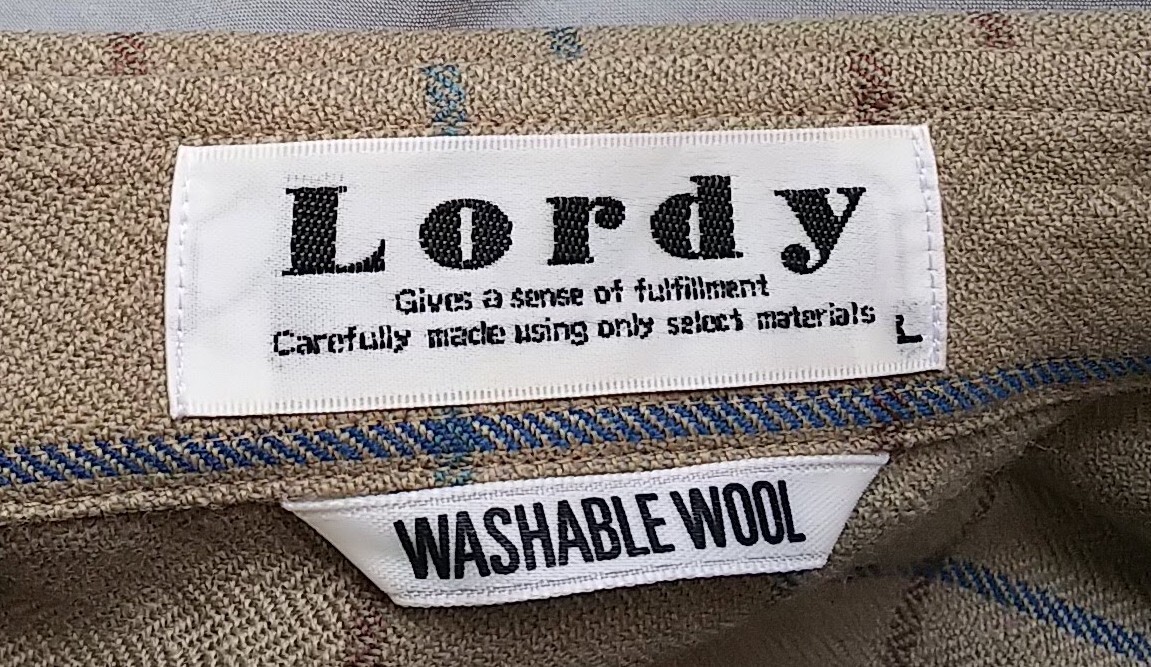 Lordy
Gives a sense of fulfillment
Carefully made using only select materials
L
WASHABLE WOOL